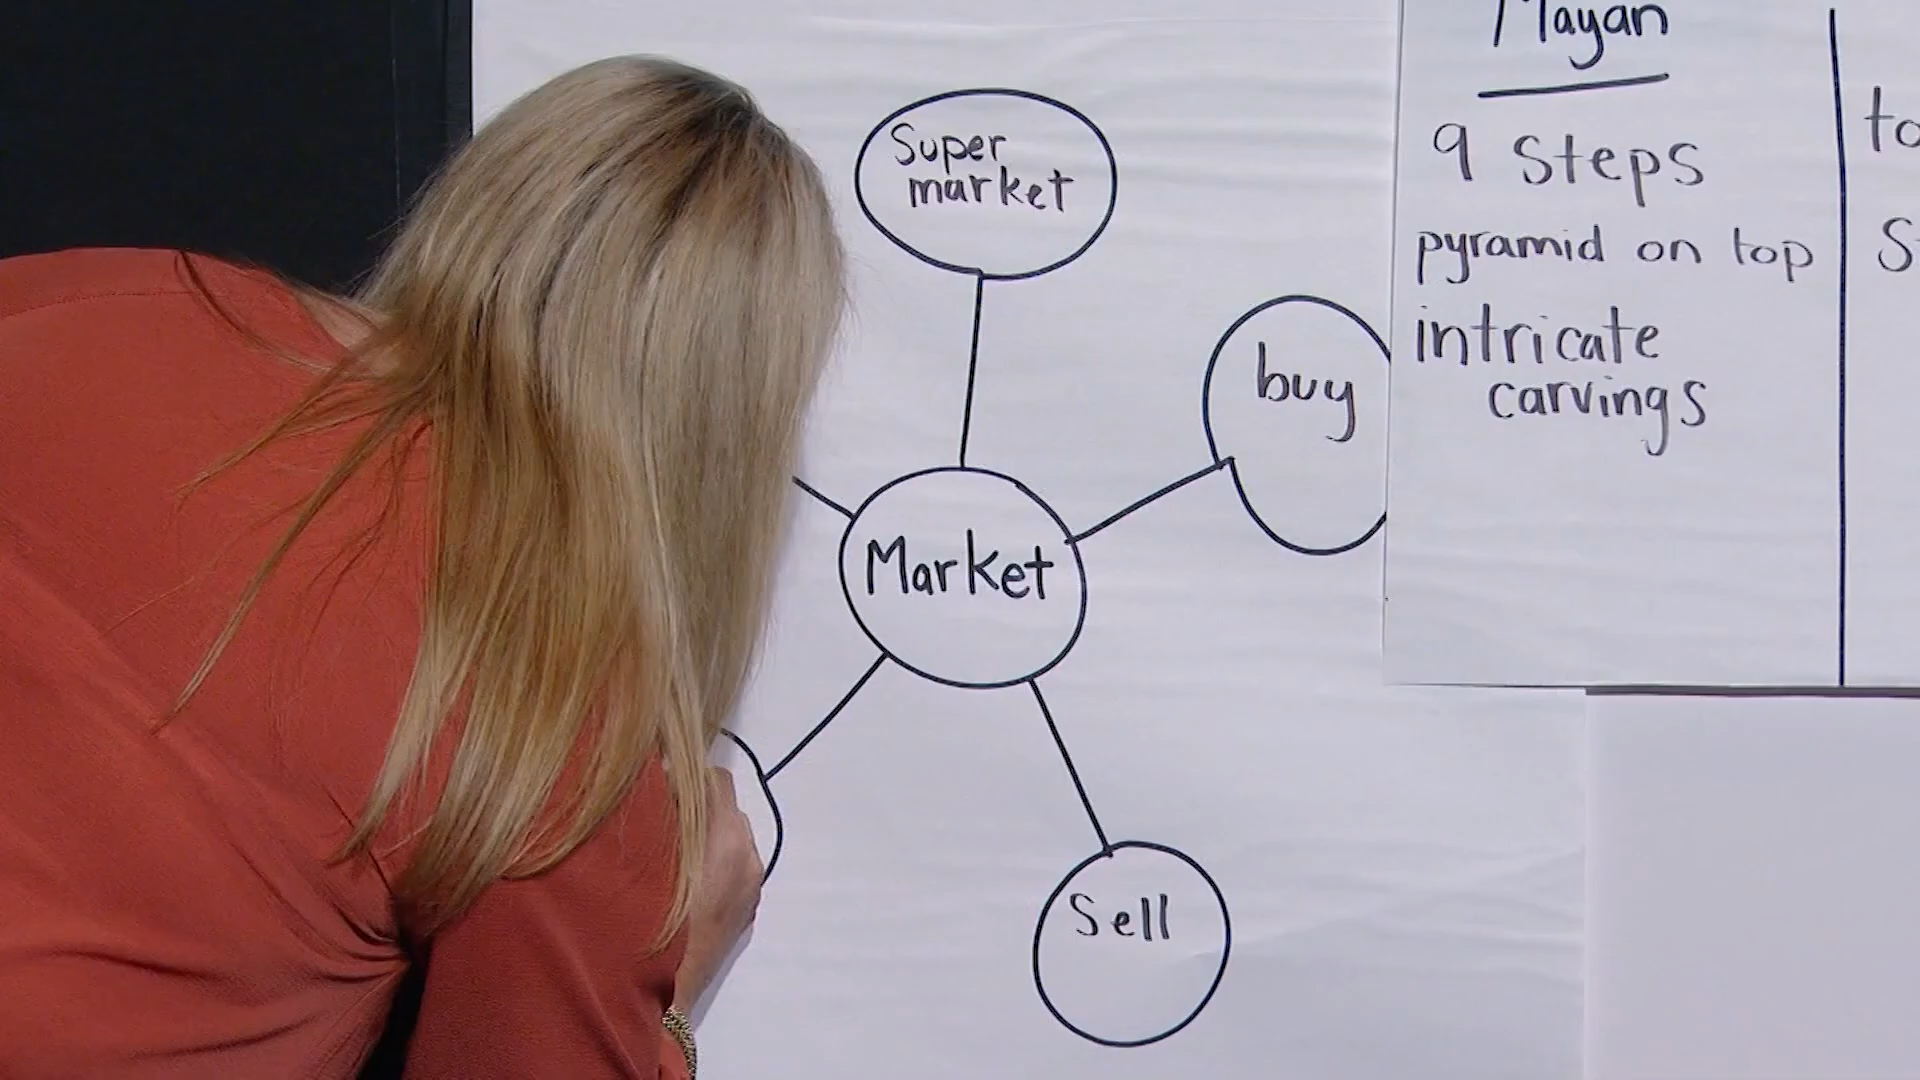 Super
market
buy
Market
Sell
Mayan
9 Steps
pyramid on top
intricate
carvings